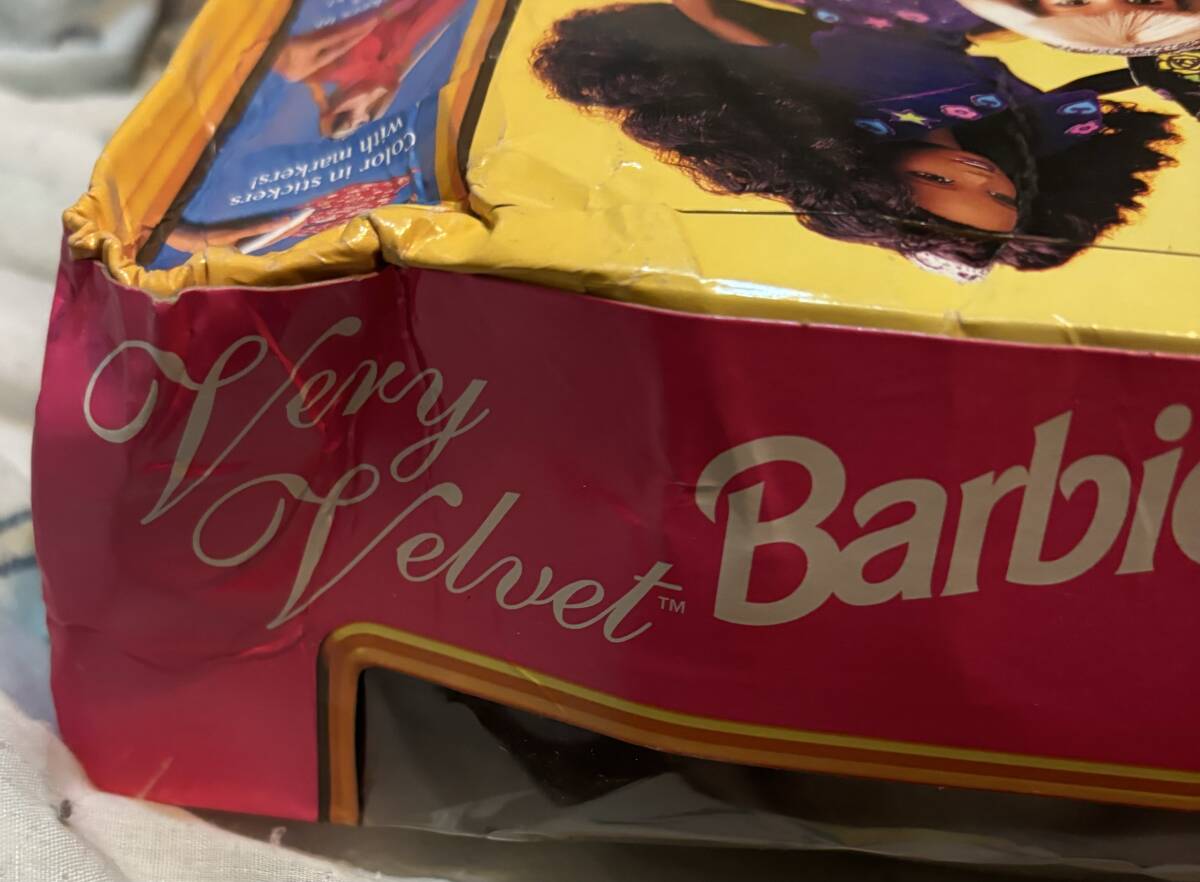 Color in stickers
with markers!
Very
Velvet™ Barbie